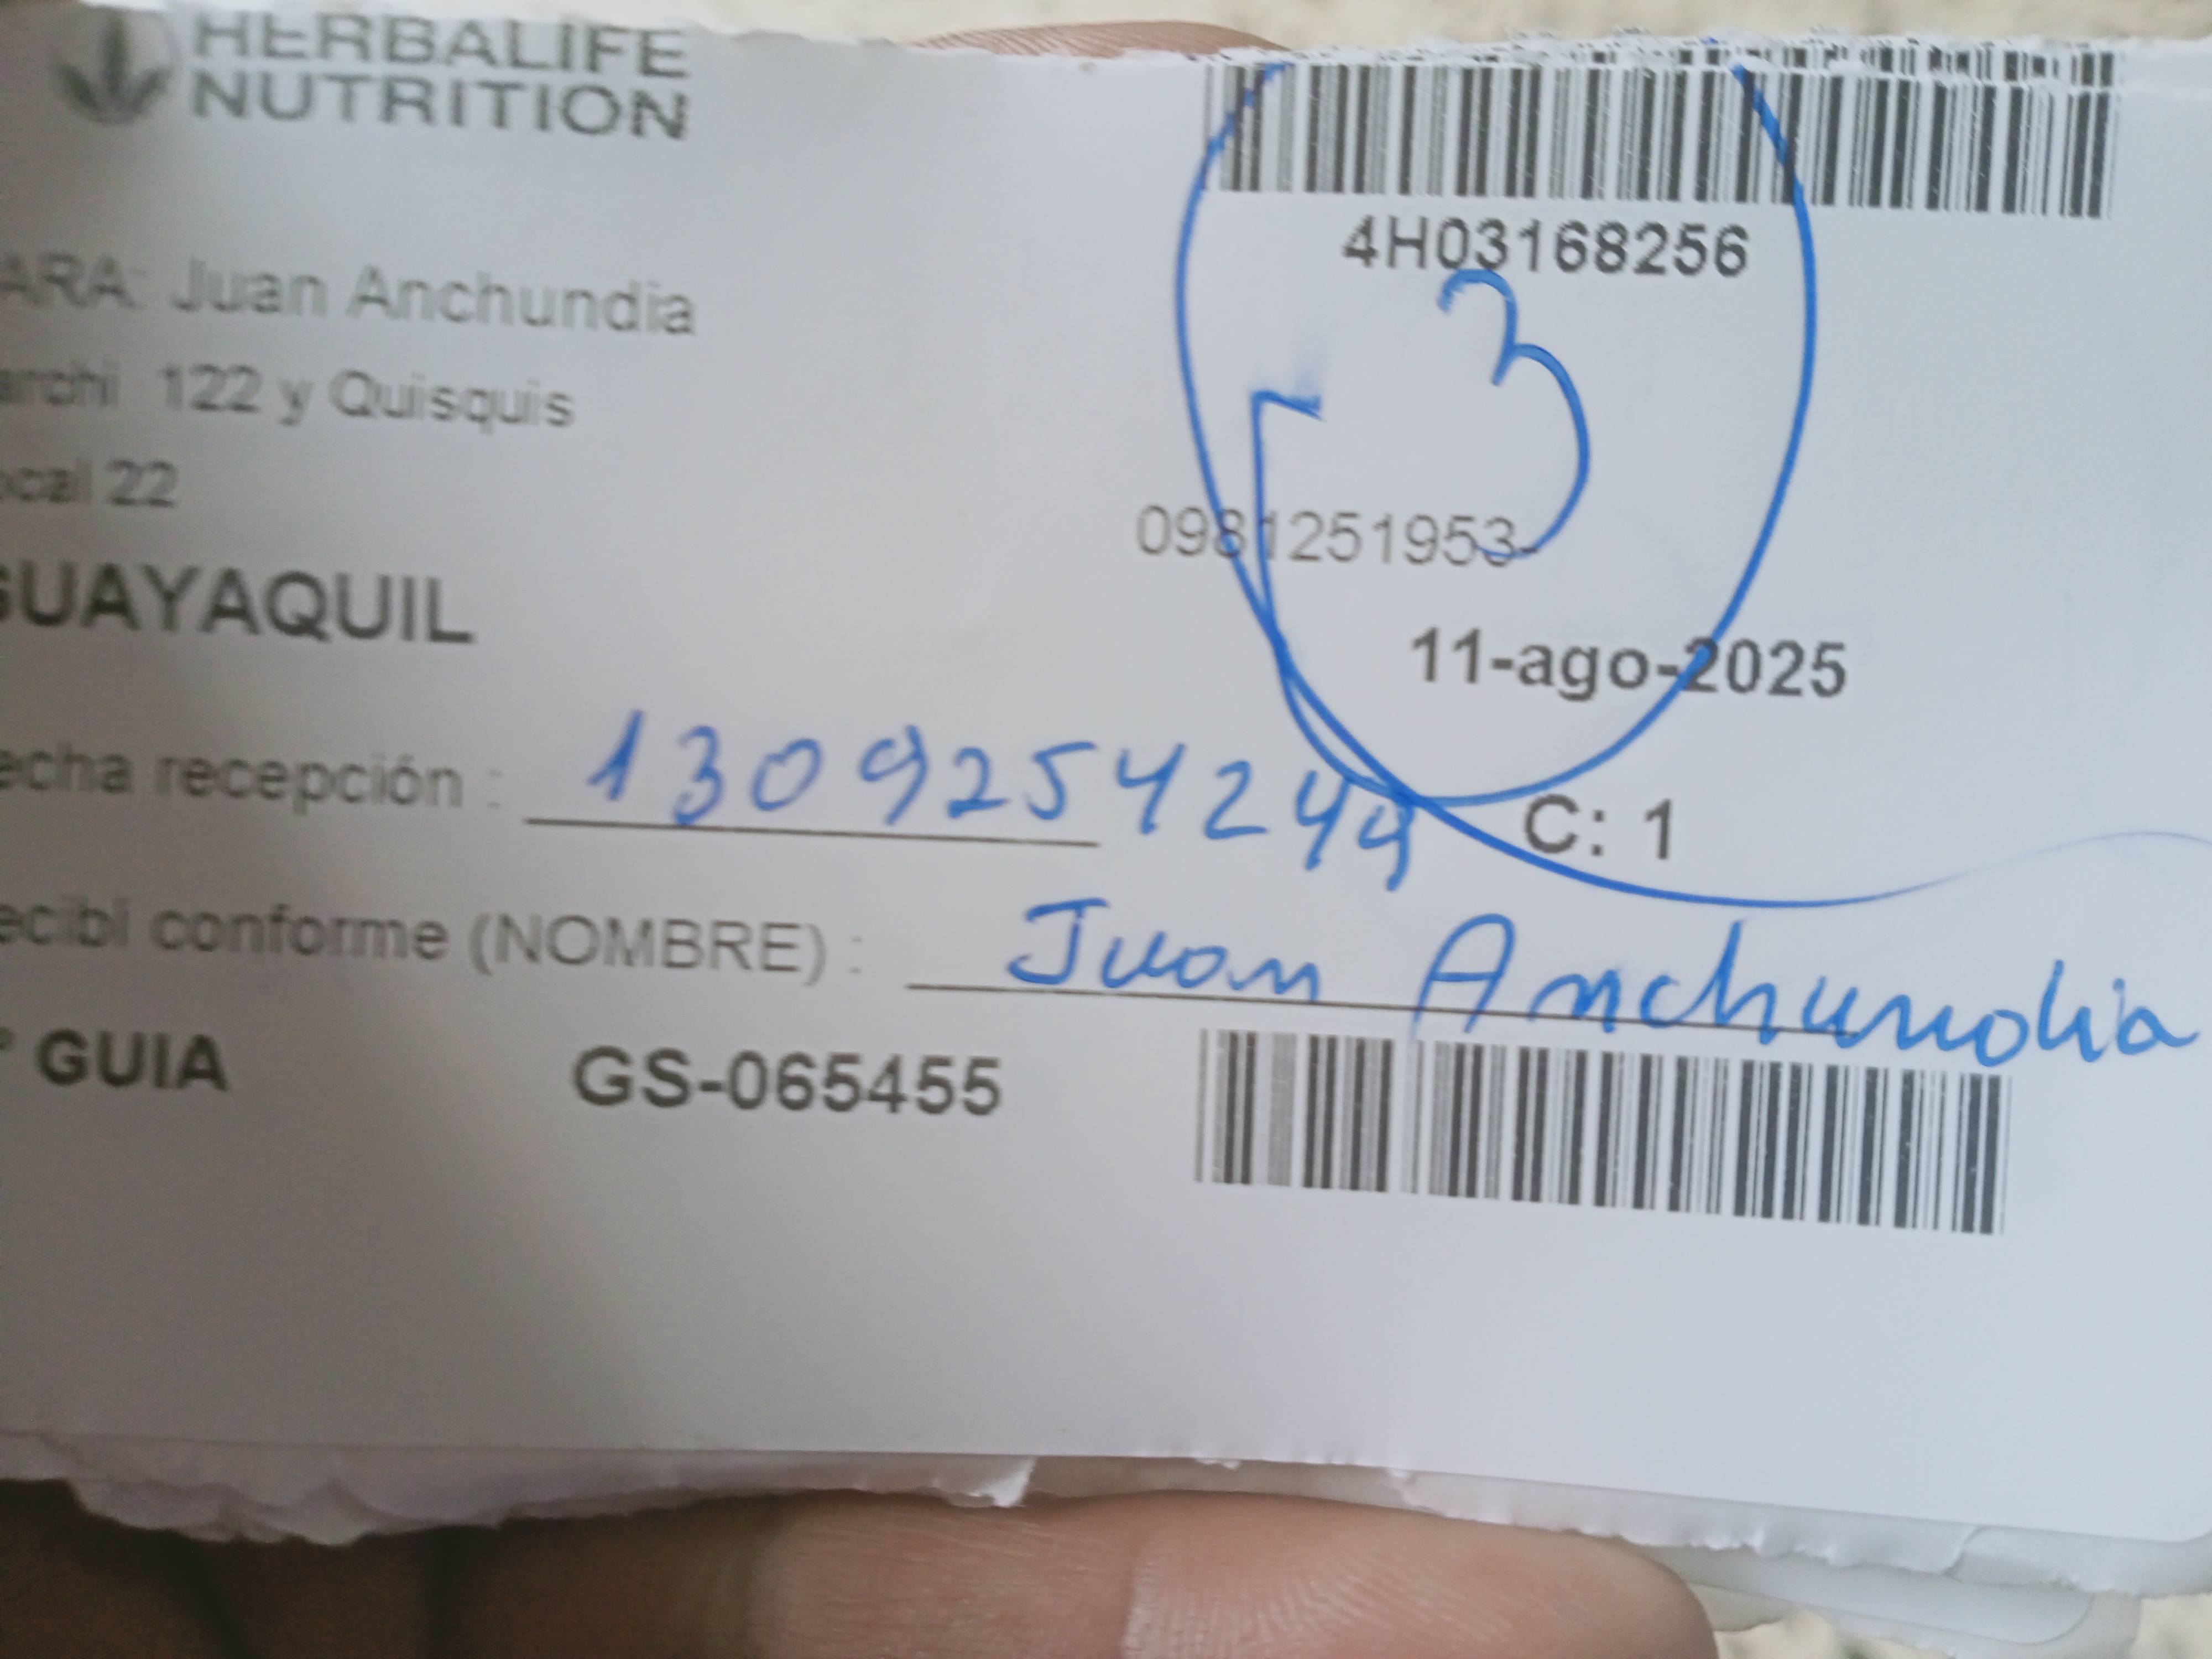 HERBALIFE
NUTRITION
4H03168256
3
ARA: Juan Anchundia
archi 122 y Quisquis
ocal 22
0981251953-
GUAYAQUIL
11-ago-2025
echa recepción : 1309254244
C: 1
ecibi conforme (NOMBRE) : Juan Anchundia
° GUIA GS-065455